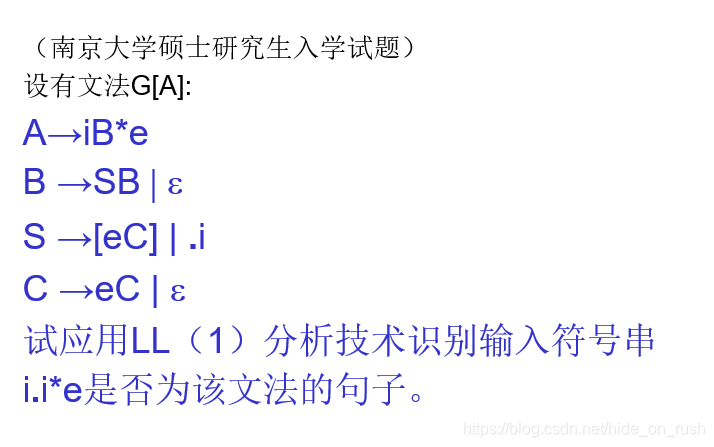 （南京大学硕士研究生入学试题）
设有文法G[A]:
A→iB*e
B →SB | ε
S →[eC] | .i
C →eC | ε
试应用LL（1）分析技术识别输入符号串
i.i*e是否为该文法的句子。
https://blog.csdn.net/hide_on_rush